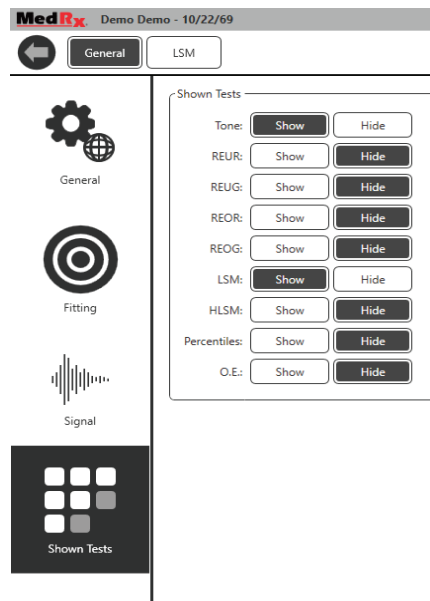 MedRx. Demo Demo - 10/22/69
General LSM
General
Fitting
Signal
Shown Tests
Shown Tests
Tone: Show Hide
REUR: Show Hide
REUG: Show Hide
REOR: Show Hide
REOG: Show Hide
LSM: Show Hide
HLSM: Show Hide
Percentiles: Show Hide
O.E.: Show Hide